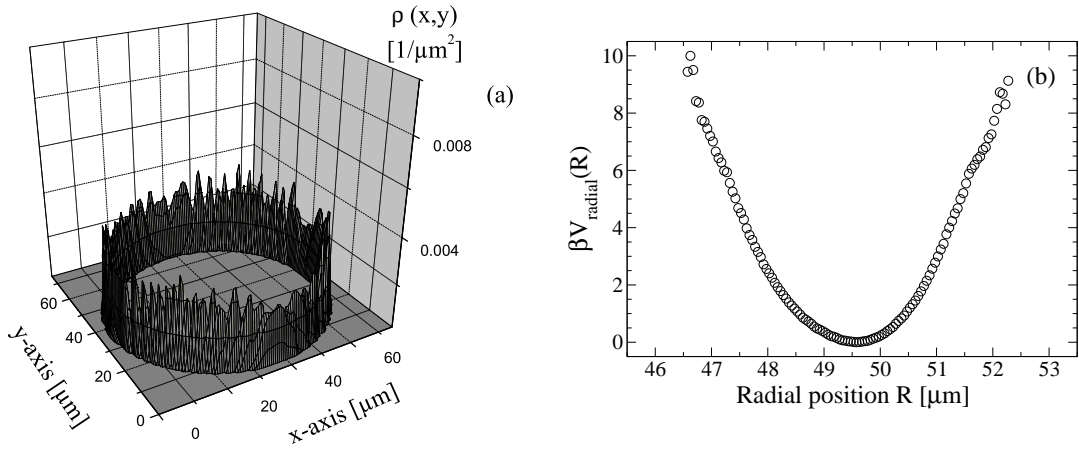 ρ (x,y)
[1/μm²]
(a)
0.008
0.004
60
40
20
0
y-axis [μm]
0
20
40
60
x-axis [μm]
(b)
10
8
6
4
2
0
βV_radial(R)
46 47 48 49 50 51 52 53
Radial position R [μm]